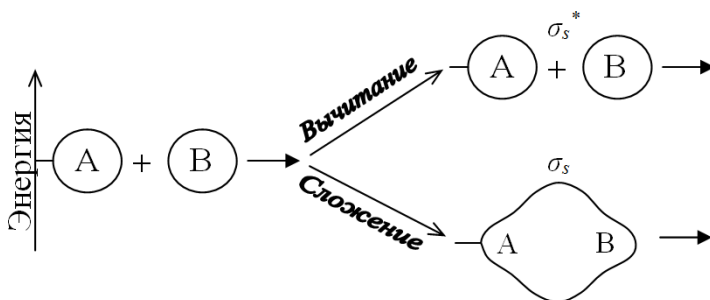 Энергия
A + B
Вычитание
Сложение
σs*
A + B
σs
A B